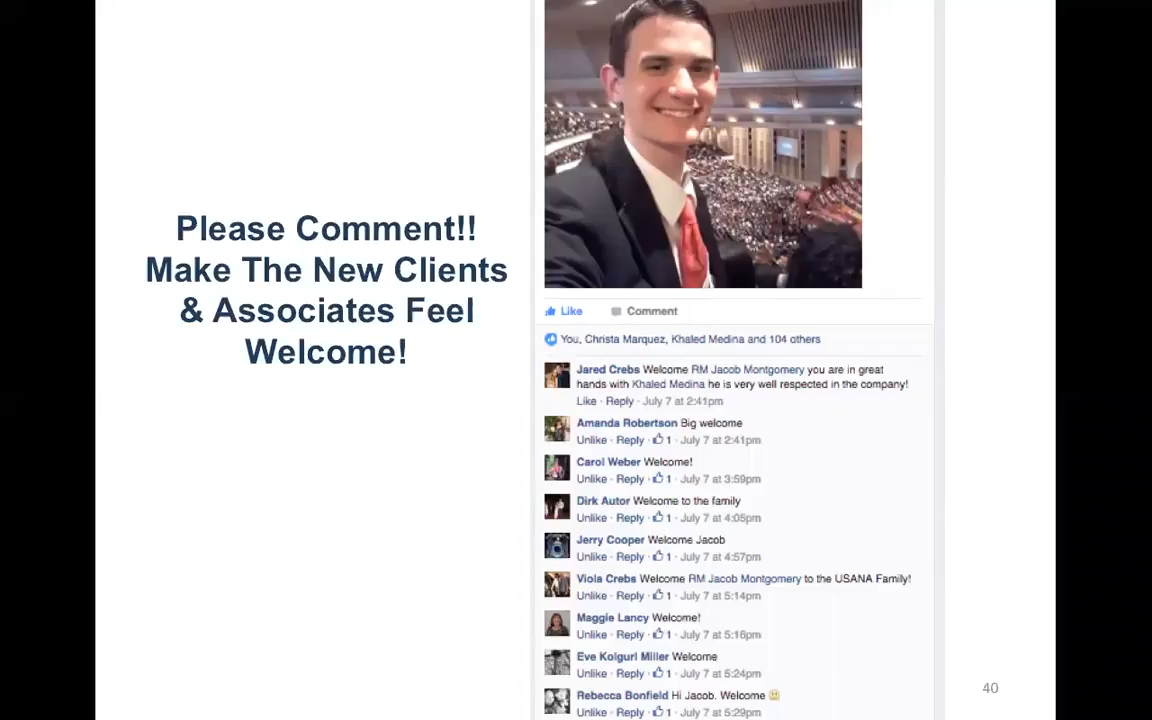 Please Comment!!
Make The New Clients
& Associates Feel
Welcome!
Like Comment
You, Christa Marquez, Khaled Medina and 104 others
Jared Crebs Welcome RM Jacob Montgomery you are in great
hands with Khaled Medina he is very well respected in the company!
Like · Reply · July 7 at 2:41pm
Amanda Robertson Big welcome
Unlike · Reply · 1 · July 7 at 2:41pm
Carol Weber Welcome!
Unlike · Reply · 1 · July 7 at 3:59pm
Dirk Autor Welcome to the family
Unlike · Reply · 1 · July 7 at 4:05pm
Jerry Cooper Welcome Jacob
Unlike · Reply · 1 · July 7 at 4:57pm
Viola Crebs Welcome RM Jacob Montgomery to the USANA Family!
Unlike · Reply · 1 · July 7 at 5:14pm
Maggie Lancy Welcome!
Unlike · Reply · 1 · July 7 at 5:16pm
Eve Kolgurl Miller Welcome
Unlike · Reply · 1 · July 7 at 5:24pm
Rebecca Bonfield Hi Jacob. Welcome 🙂
Unlike · Reply · 1 · July 7 at 5:29pm
40